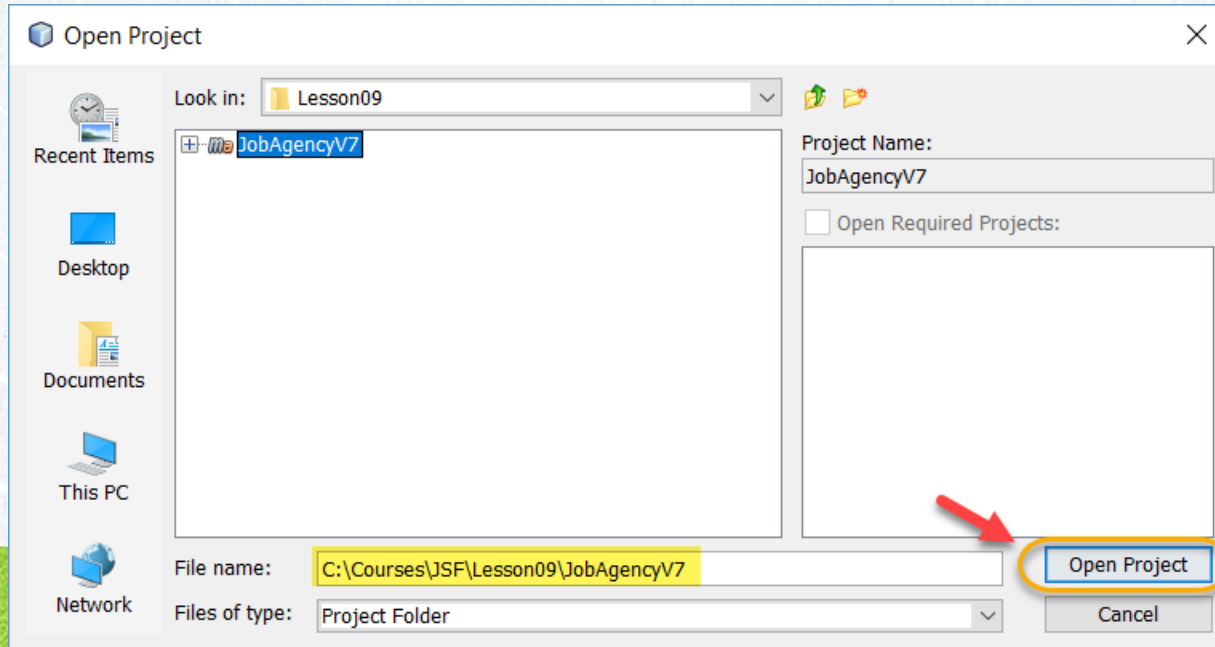 Open Project
Look in: Lesson09
Recent Items
Desktop
Documents
This PC
Network
JobAgencyV7
Project Name:
JobAgencyV7
Open Required Projects:
File name: C:\Courses\JSF\Lesson09\JobAgencyV7
Open Project
Files of type: Project Folder
Cancel